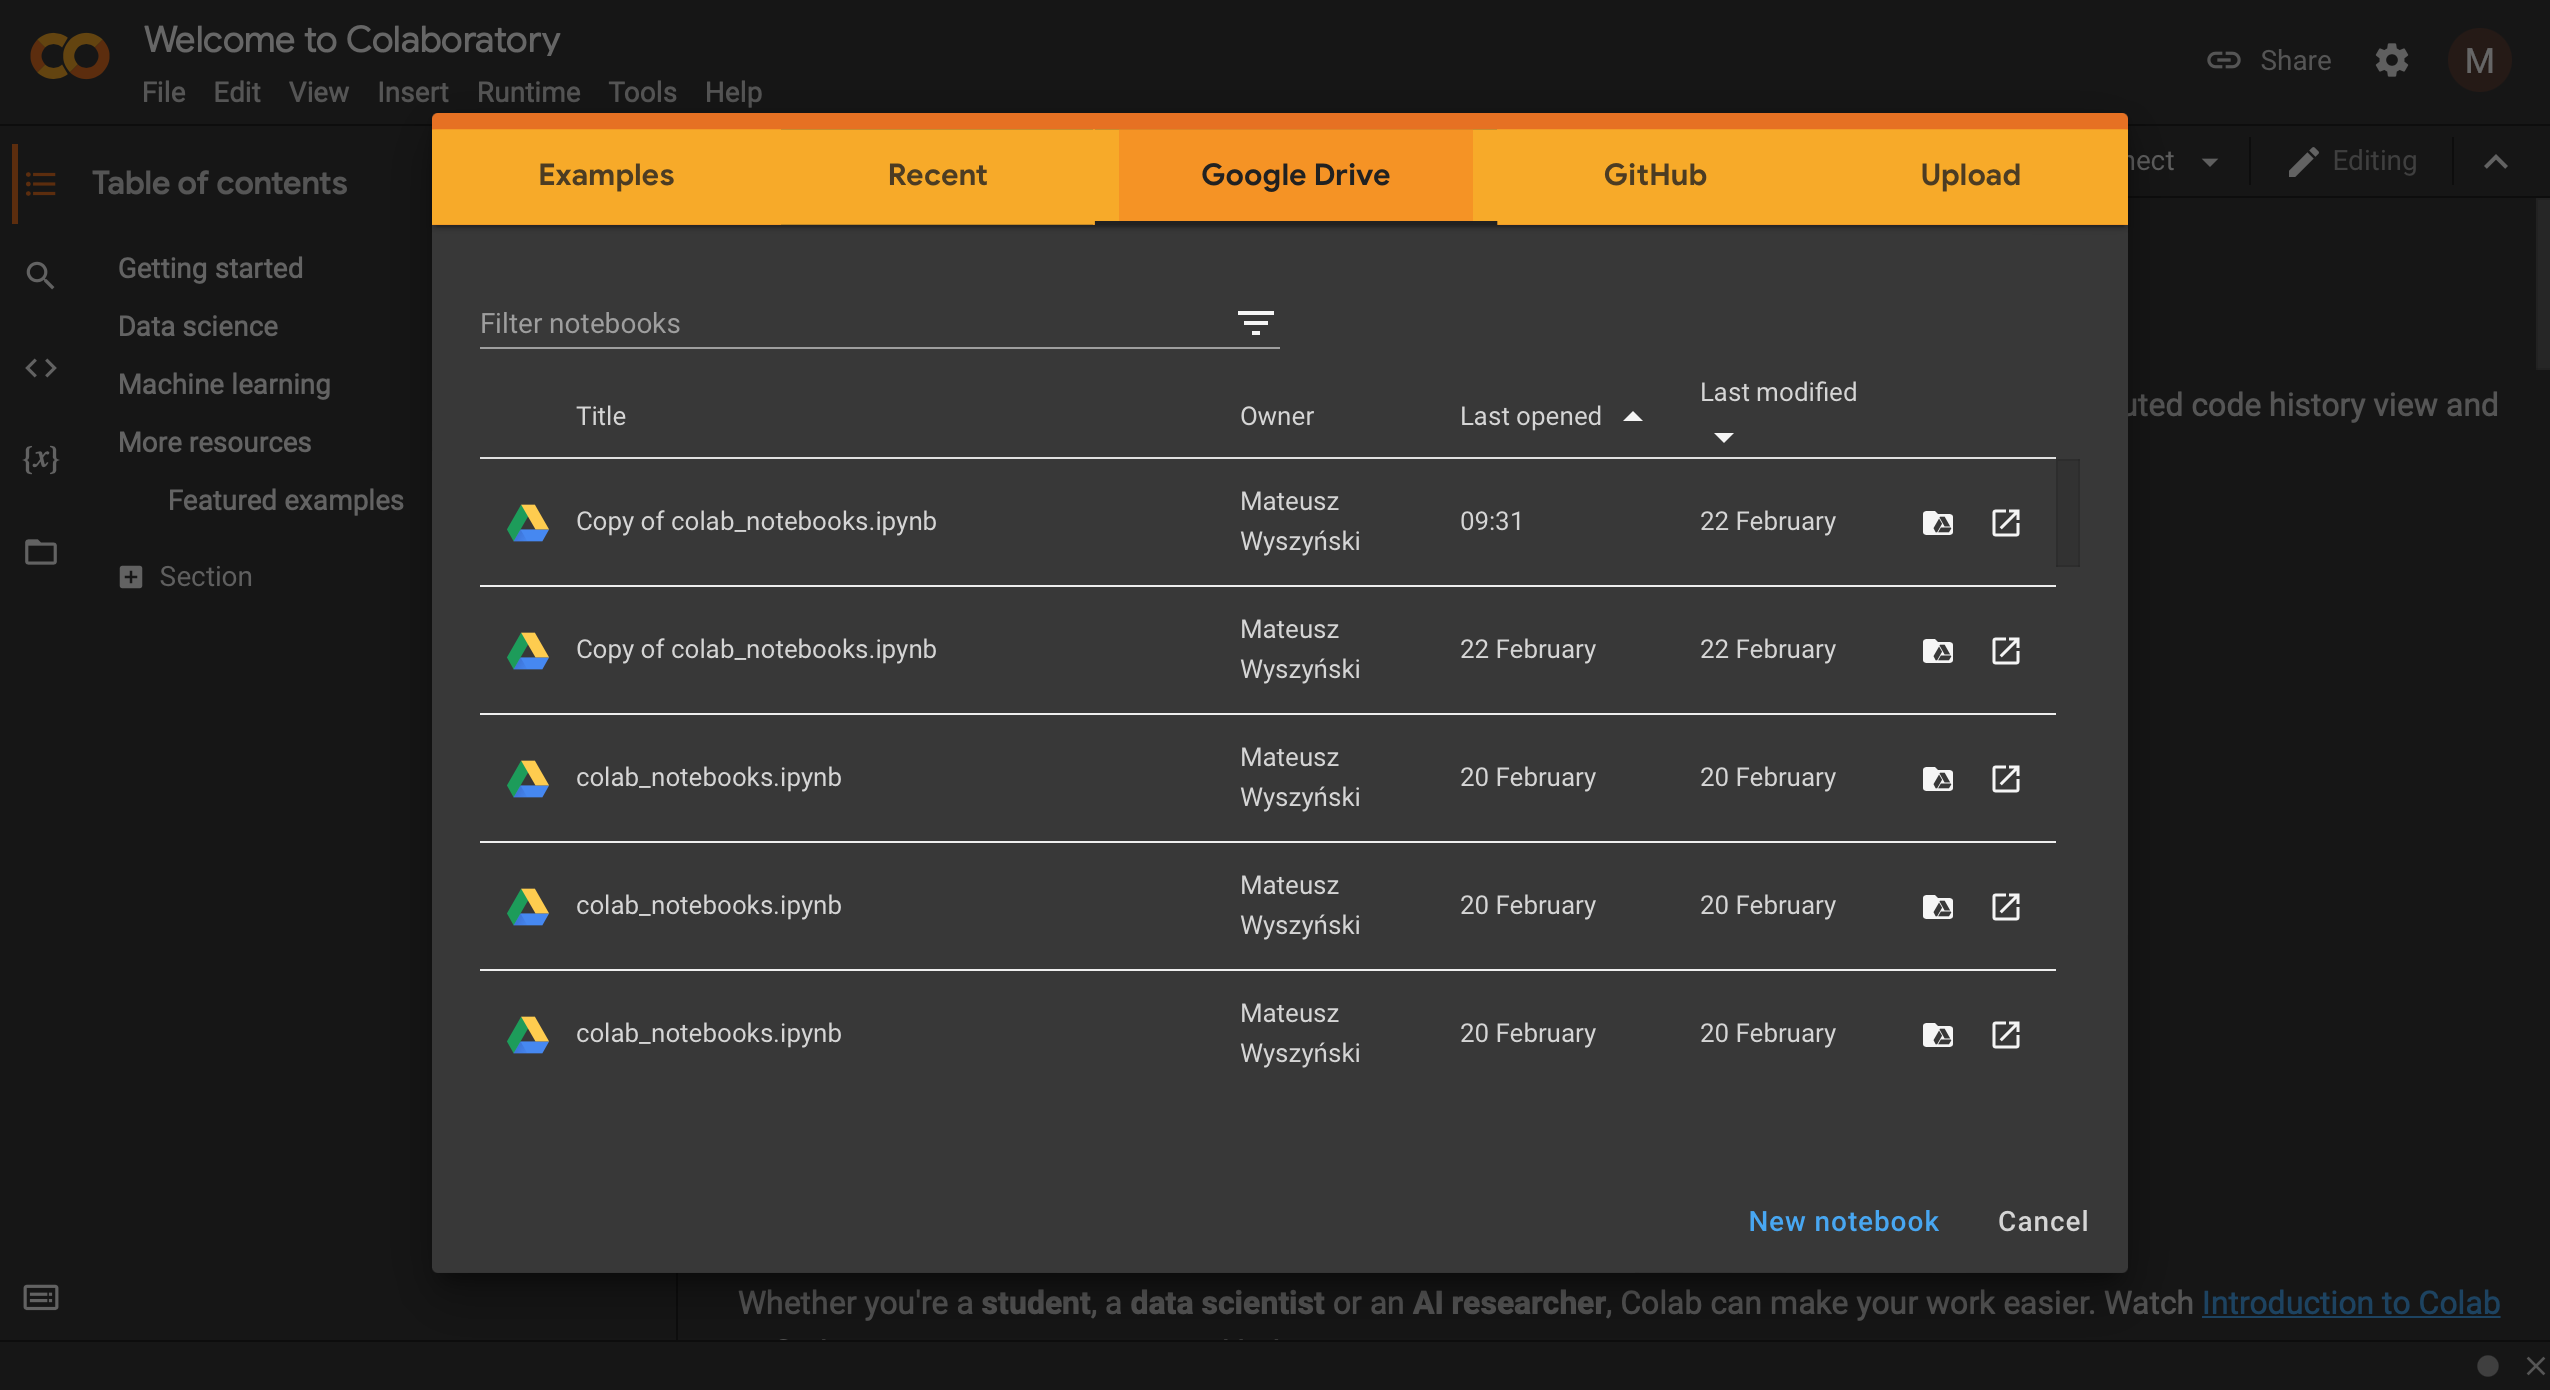 Welcome to Colaboratory
File Edit View Insert Runtime Tools Help
Share
M
Table of contents
Getting started
Data science
Machine learning
More resources
Featured examples
Section
Editing
Examples Recent Google Drive GitHub Upload
Filter notebooks
Title Owner Last opened Last modified
Copy of colab_notebooks.ipynb Mateusz Wyszyński 09:31 22 February
Copy of colab_notebooks.ipynb Mateusz Wyszyński 22 February 22 February
colab_notebooks.ipynb Mateusz Wyszyński 20 February 20 February
colab_notebooks.ipynb Mateusz Wyszyński 20 February 20 February
colab_notebooks.ipynb Mateusz Wyszyński 20 February 20 February
New notebook Cancel
code history view and
Whether you're a student, a data scientist or an AI researcher, Colab can make your work easier. Watch Introduction to Colab